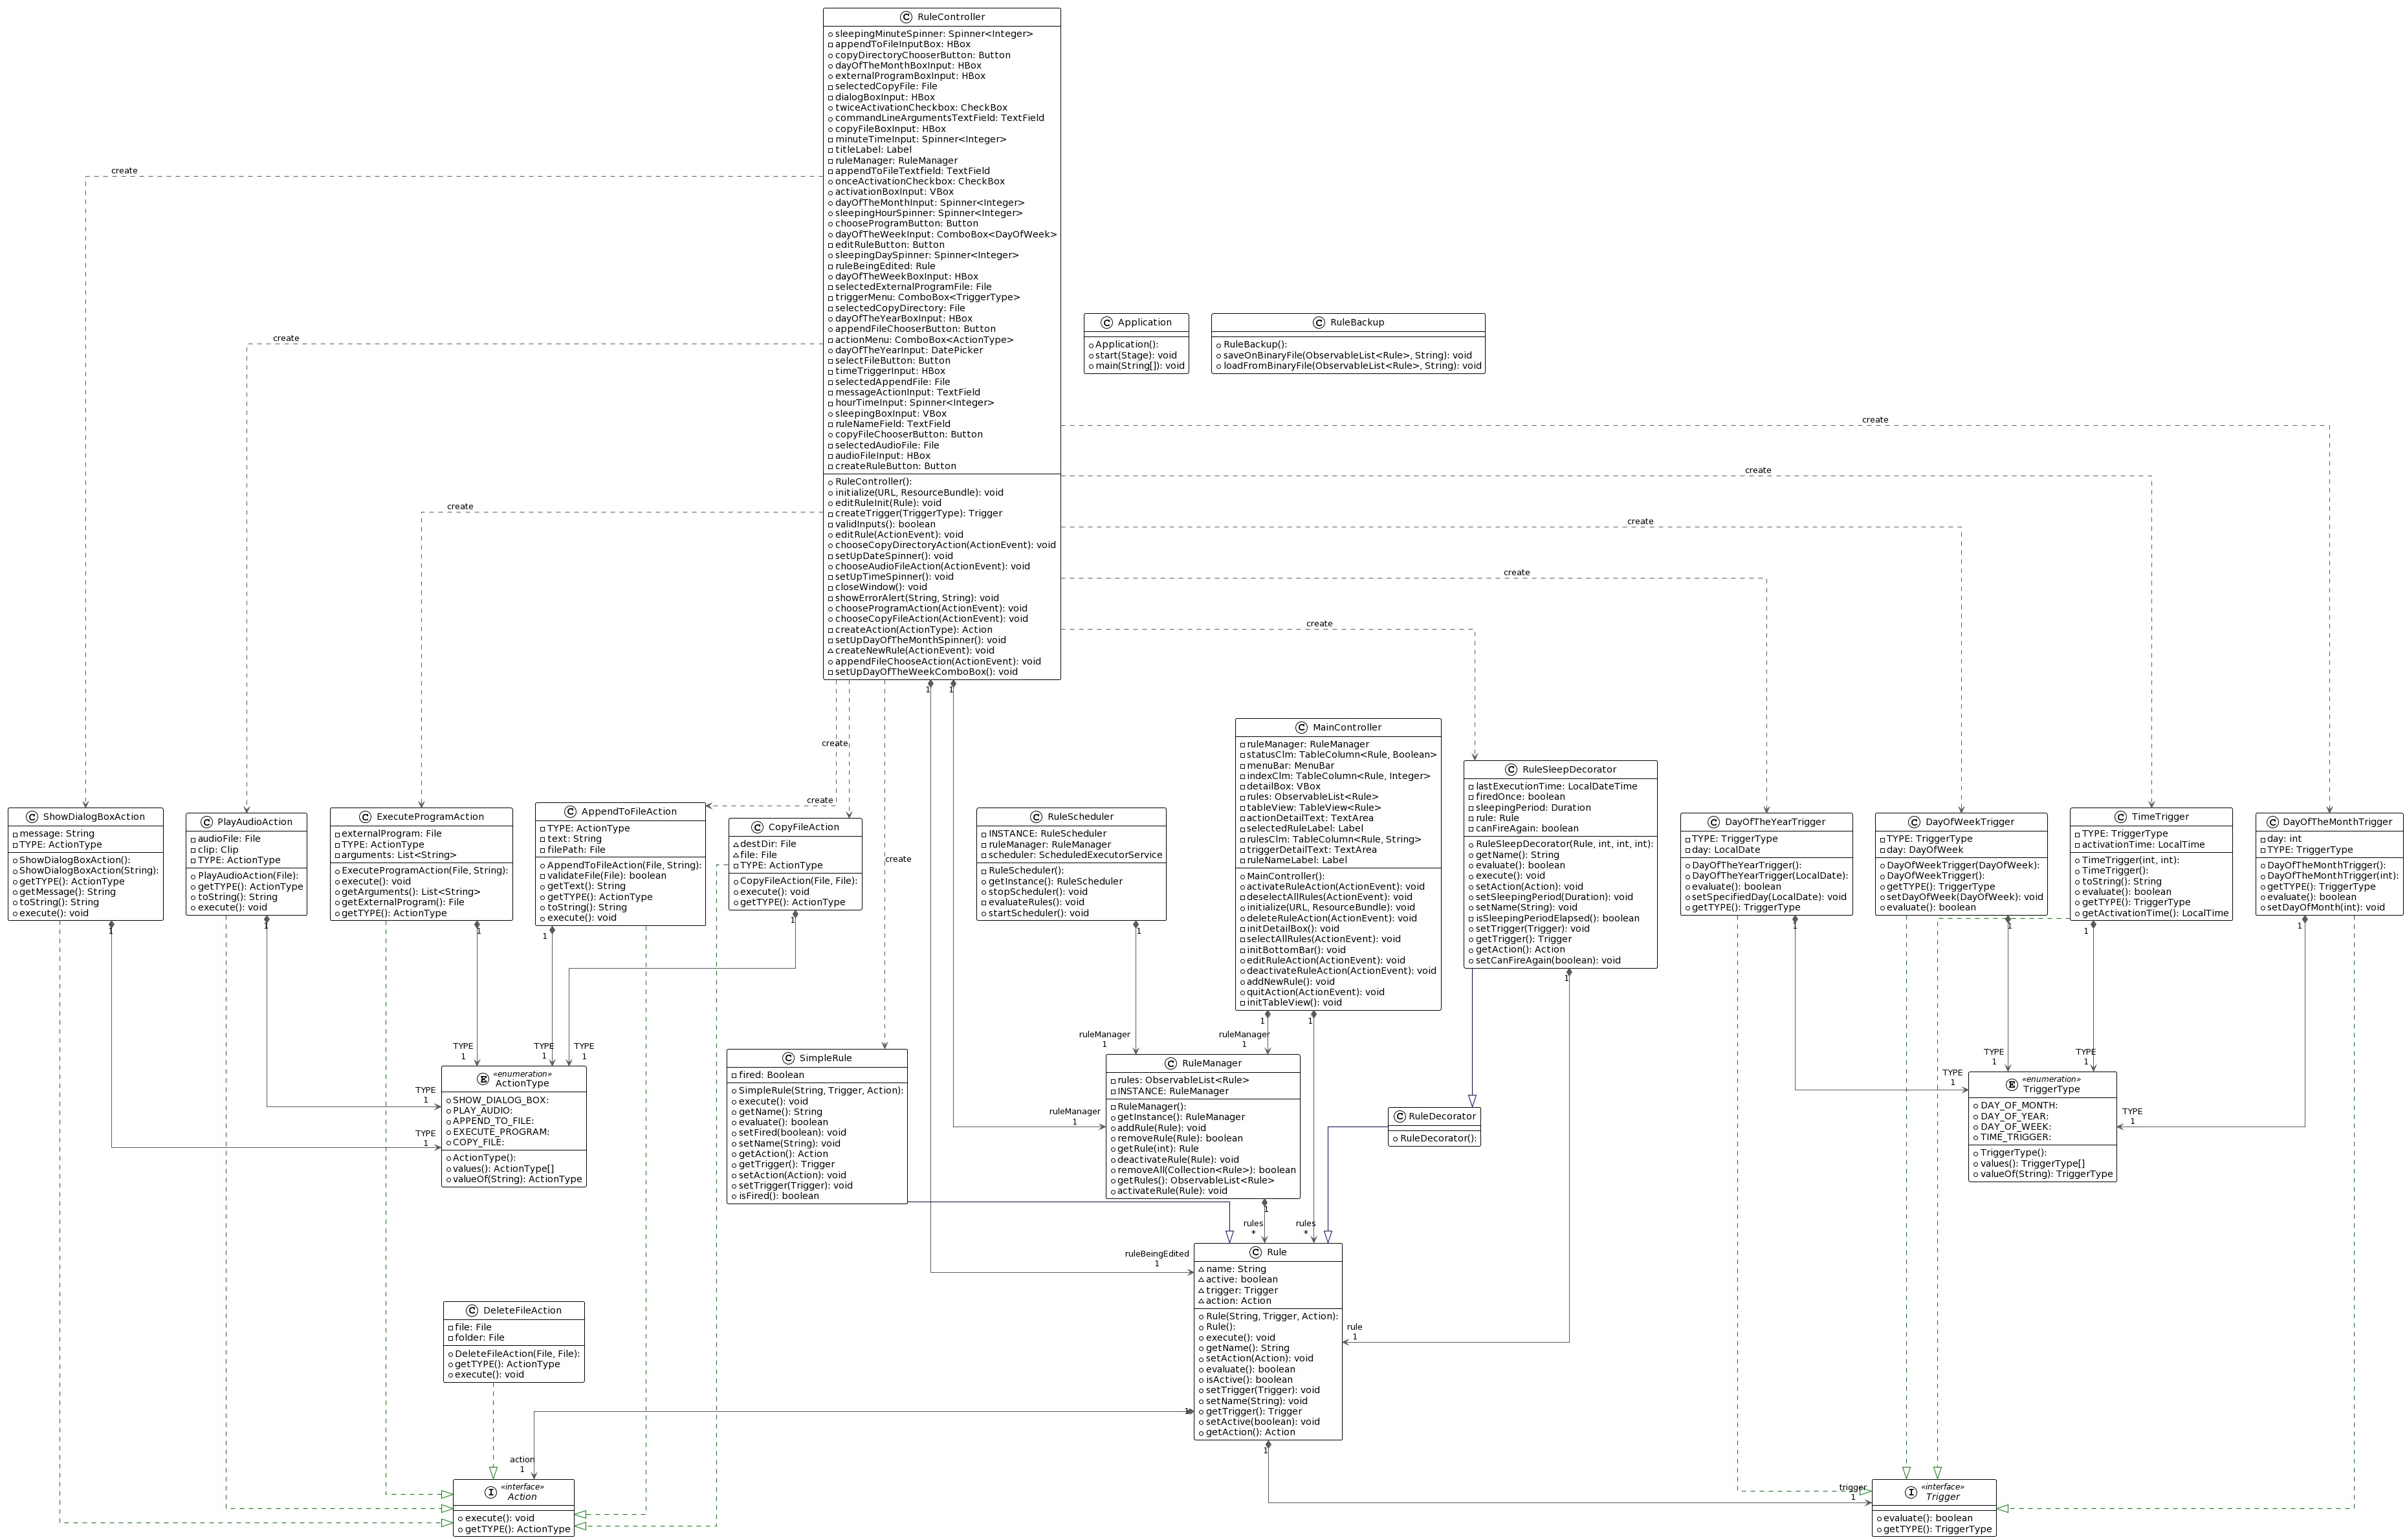 RuleController
sleepingMinuteSpinner: Spinner<Integer>
appendToFileInputBox: HBox
copyDirectoryChooserButton: Button
dayOfTheMonthBoxInput: HBox
externalProgramBoxInput: HBox
selectedCopyFile: File
dialogBoxInput: HBox
twiceActivationCheckbox: CheckBox
commandLineArgumentsTextField: TextField
copyFileBoxInput: HBox
minuteTimeInput: Spinner<Integer>
titleLabel: Label
ruleManager: RuleManager
appendToFileTextfield: TextField
onceActivationCheckbox: CheckBox
activationBoxInput: VBox
dayOfTheMonthInput: Spinner<Integer>
sleepingHourSpinner: Spinner<Integer>
chooseProgramButton: Button
dayOfTheWeekInput: ComboBox<DayOfWeek>
editRuleButton: Button
sleepingDaySpinner: Spinner<Integer>
ruleBeingEdited: Rule
dayOfTheWeekBoxInput: HBox
selectedExternalProgramFile: File
triggerMenu: ComboBox<TriggerType>
selectedCopyDirectory: File
dayOfTheYearBoxInput: HBox
appendFileChooserButton: Button
actionMenu: ComboBox<ActionType>
dayOfTheYearInput: DatePicker
selectFileButton: Button
timeTriggerInput: HBox
selectedAppendFile: File
messageActionInput: TextField
hourTimeInput: Spinner<Integer>
sleepingBoxInput: VBox
ruleNameField: TextField
copyFileChooserButton: Button
selectedAudioFile: File
audioFileInput: HBox
createRuleButton: Button
RuleController():
initialize(URL, ResourceBundle): void
editRuleInit(Rule): void
createTrigger(TriggerType): Trigger
validInputs(): boolean
editRule(ActionEvent): void
chooseCopyDirectoryAction(ActionEvent): void
setUpDateSpinner(): void
chooseAudioFileAction(ActionEvent): void
setUpTimeSpinner(): void
closeWindow(): void
showErrorAlert(String, String): void
chooseProgramAction(ActionEvent): void
chooseCopyFileAction(ActionEvent): void
createAction(ActionType): Action
setUpDayOfTheMonthSpinner(): void
createNewRule(ActionEvent): void
appendFileChooseAction(ActionEvent): void
setUpDayOfTheWeekComboBox(): void
Application
Application():
start(Stage): void
main(String[]): void
RuleBackup
RuleBackup():
saveOnBinaryFile(ObservableList<Rule>, String): void
loadFromBinaryFile(ObservableList<Rule>, String): void
create
create
create
create
create
create
create
create
create
create
create
1
1
ShowDialogBoxAction
message: String
TYPE: ActionType
ShowDialogBoxAction():
ShowDialogBoxAction(String):
getTYPE(): ActionType
getMessage(): String
toString(): String
execute(): void
PlayAudioAction
audioFile: File
clip: Clip
TYPE: ActionType
PlayAudioAction(File):
getTYPE(): ActionType
toString(): String
execute(): void
ExecuteProgramAction
externalProgram: File
TYPE: ActionType
arguments: List<String>
ExecuteProgramAction(File, String):
execute(): void
getArguments(): List<String>
getExternalProgram(): File
getTYPE(): ActionType
AppendToFileAction
TYPE: ActionType
text: String
filePath: File
AppendToFileAction(File, String):
validateFile(File): boolean
getText(): String
getTYPE(): ActionType
toString(): String
execute(): void
CopyFileAction
destDir: File
file: File
TYPE: ActionType
CopyFileAction(File, File):
execute(): void
getTYPE(): ActionType
RuleScheduler
INSTANCE: RuleScheduler
ruleManager: RuleManager
scheduler: ScheduledExecutorService
RuleScheduler():
getInstance(): RuleScheduler
stopScheduler(): void
evaluateRules(): void
startScheduler(): void
MainController
ruleManager: RuleManager
statusClm: TableColumn<Rule, Boolean>
menuBar: MenuBar
indexClm: TableColumn<Rule, Integer>
detailBox: VBox
rules: ObservableList<Rule>
tableView: TableView<Rule>
actionDetailText: TextArea
selectedRuleLabel: Label
rulesClm: TableColumn<Rule, String>
triggerDetailText: TextArea
ruleNameLabel: Label
MainController():
activateRuleAction(ActionEvent): void
deselectAllRules(ActionEvent): void
initialize(URL, ResourceBundle): void
deleteRuleAction(ActionEvent): void
initDetailBox(): void
selectAllRules(ActionEvent): void
initBottomBar(): void
editRuleAction(ActionEvent): void
deactivateRuleAction(ActionEvent): void
addNewRule(): void
quitAction(ActionEvent): void
initTableView(): void
RuleSleepDecorator
lastExecutionTime: LocalDateTime
firedOnce: boolean
sleepingPeriod: Duration
rule: Rule
canFireAgain: boolean
RuleSleepDecorator(Rule, int, int, int):
getName(): String
evaluate(): boolean
execute(): void
setAction(Action): void
setSleepingPeriod(Duration): void
setName(String): void
isSleepingPeriodElapsed(): boolean
setTrigger(Trigger): void
getTrigger(): Trigger
getAction(): Action
setCanFireAgain(boolean): void
DayOfTheYearTrigger
TYPE: TriggerType
day: LocalDate
DayOfTheYearTrigger():
DayOfTheYearTrigger(LocalDate):
evaluate(): boolean
setSpecifiedDay(LocalDate): void
getTYPE(): TriggerType
DayOfWeekTrigger
TYPE: TriggerType
day: DayOfWeek
DayOfWeekTrigger(DayOfWeek):
DayOfWeekTrigger():
getTYPE(): TriggerType
setDayOfWeek(DayOfWeek): void
evaluate(): boolean
TimeTrigger
TYPE: TriggerType
activationTime: LocalTime
TimeTrigger(int, int):
TimeTrigger():
toString(): String
evaluate(): boolean
getTYPE(): TriggerType
getActivationTime(): LocalTime
DayOfTheMonthTrigger
day: int
TYPE: TriggerType
DayOfTheMonthTrigger():
DayOfTheMonthTrigger(int):
getTYPE(): TriggerType
evaluate(): boolean
setDayOfMonth(int): void
1
1
1
1
1
1
1
1
1
1
1
1
1
TYPE
1
TYPE
1
TYPE
1
TYPE
1
TYPE
1
ruleManager
1
ruleManager
1
ruleManager
1
TYPE
1
TYPE
1
TYPE
1
TYPE
1
«enumeration»
ActionType
SHOW_DIALOG_BOX:
PLAY_AUDIO:
APPEND_TO_FILE:
EXECUTE_PROGRAM:
COPY_FILE:
ActionType():
values(): ActionType[]
valueOf(String): ActionType
SimpleRule
fired: Boolean
SimpleRule(String, Trigger, Action):
execute(): void
getName(): String
evaluate(): boolean
setFired(boolean): void
setName(String): void
getAction(): Action
getTrigger(): Trigger
setAction(Action): void
setTrigger(Trigger): void
isFired(): boolean
RuleManager
rules: ObservableList<Rule>
INSTANCE: RuleManager
RuleManager():
getInstance(): RuleManager
addRule(Rule): void
removeRule(Rule): boolean
getRule(int): Rule
deactivateRule(Rule): void
removeAll(Collection<Rule>): boolean
getRules(): ObservableList<Rule>
activateRule(Rule): void
RuleDecorator
RuleDecorator():
«enumeration»
TriggerType
DAY_OF_MONTH:
DAY_OF_YEAR:
DAY_OF_WEEK:
TIME_TRIGGER:
TriggerType():
values(): TriggerType[]
valueOf(String): TriggerType
1
rules
*
rules
*
ruleBeingEdited
1
rule
1
Rule
name: String
active: boolean
trigger: Trigger
action: Action
Rule(String, Trigger, Action):
Rule():
execute(): void
getName(): String
setAction(Action): void
evaluate(): boolean
isActive(): boolean
setTrigger(Trigger): void
setName(String): void
getTrigger(): Trigger
setActive(boolean): void
getAction(): Action
DeleteFileAction
file: File
folder: File
DeleteFileAction(File, File):
getTYPE(): ActionType
execute(): void
1
1
action
1
trigger
1
«interface»
Action
execute(): void
getTYPE(): ActionType
«interface»
Trigger
evaluate(): boolean
getTYPE(): TriggerType